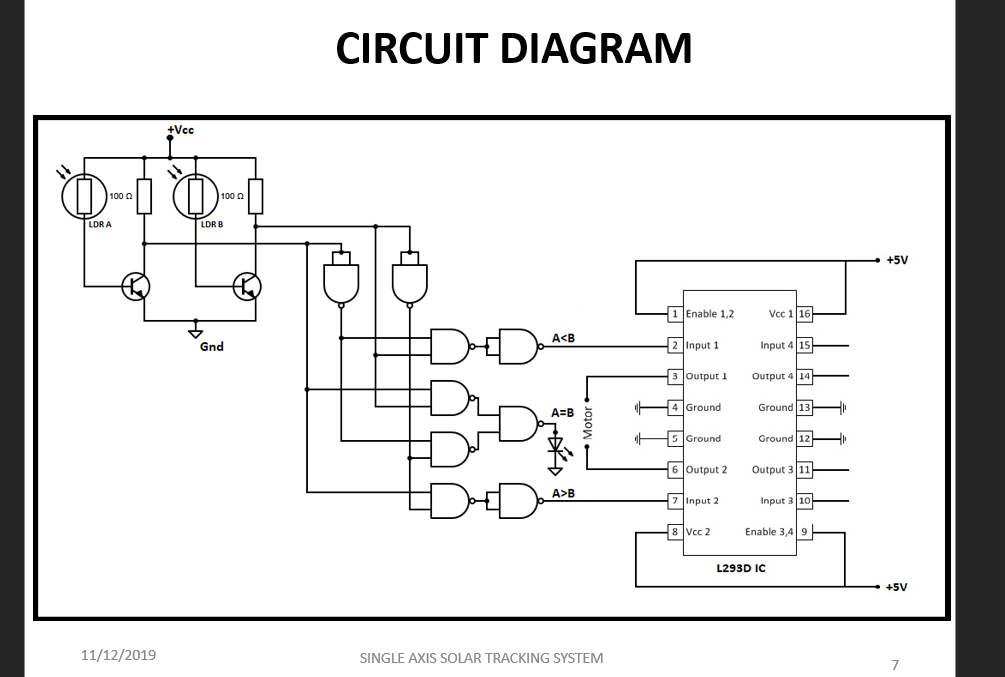 CIRCUIT DIAGRAM
+Vcc
100 Ω
100 Ω
LDR A
LDR B
Gnd
A<B
A=B
A>B
Motor
+5V
1 Enable 1,2 Vcc 1 16
2 Input 1 Input 4 15
3 Output 1 Output 4 14
4 Ground Ground 13
5 Ground Ground 12
6 Output 2 Output 3 11
7 Input 2 Input 3 10
8 Vcc 2 Enable 3,4 9
L293D IC
+5V
11/12/2019
SINGLE AXIS SOLAR TRACKING SYSTEM
7